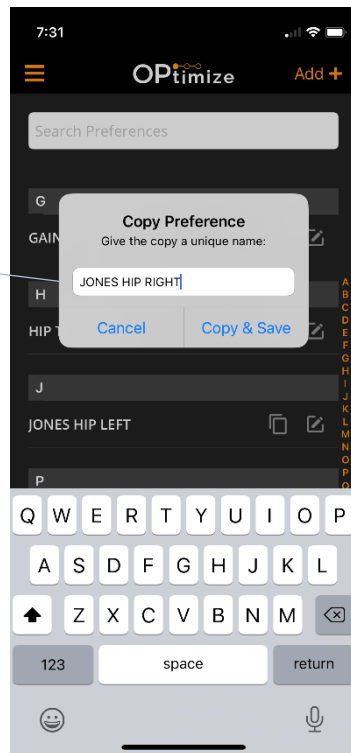 7:31
OPtimize
Add +
Search Preferences
G
GAIN
Copy Preference
Give the copy a unique name:
JONES HIP RIGHT
H
HIP T
Cancel
Copy & Save
J
JONES HIP LEFT
P
A
B
C
D
E
F
G
H
I
J
K
L
M
N
O
P
Q
Q W E R T Y U I O P
A S D F G H J K L
Z X C V B N M
123 space return